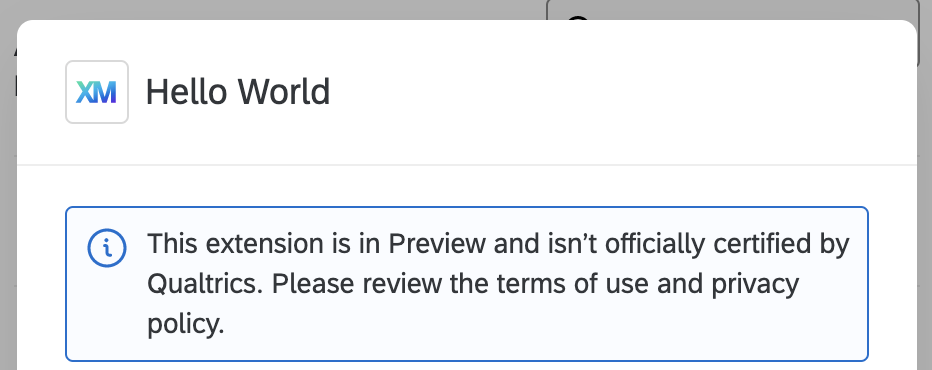 XM Hello World
This extension is in Preview and isn’t officially certified by
Qualtrics. Please review the terms of use and privacy
policy.